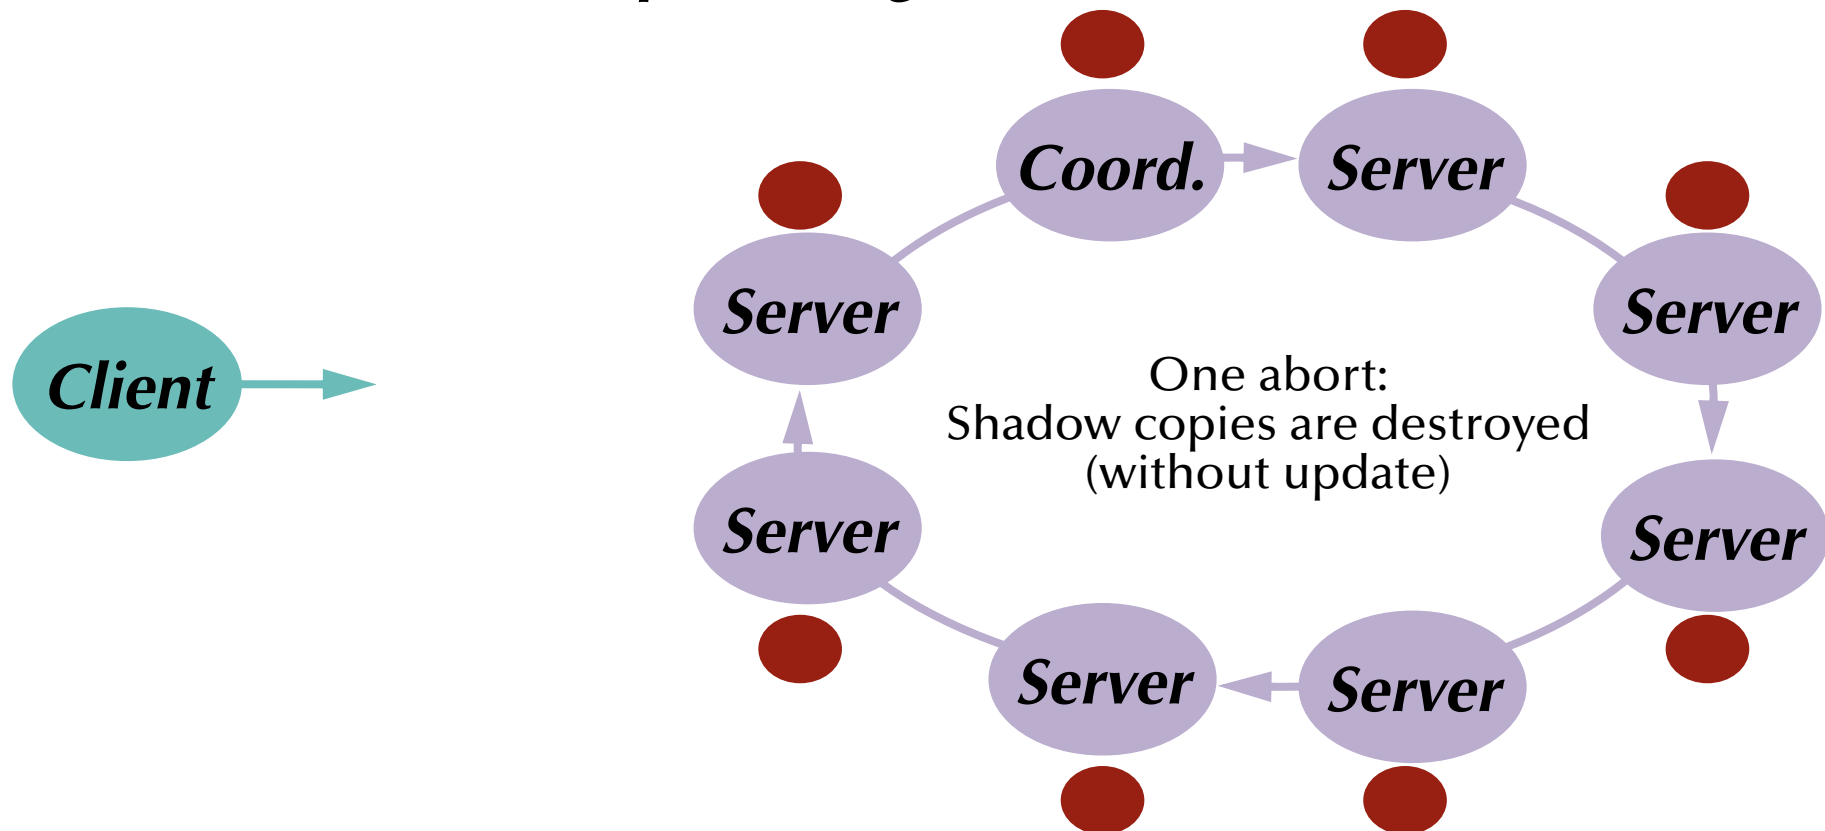 Coord.
Server
Server
Server
Client
One abort:
Shadow copies are destroyed
(without update)
Server
Server
Server
Server